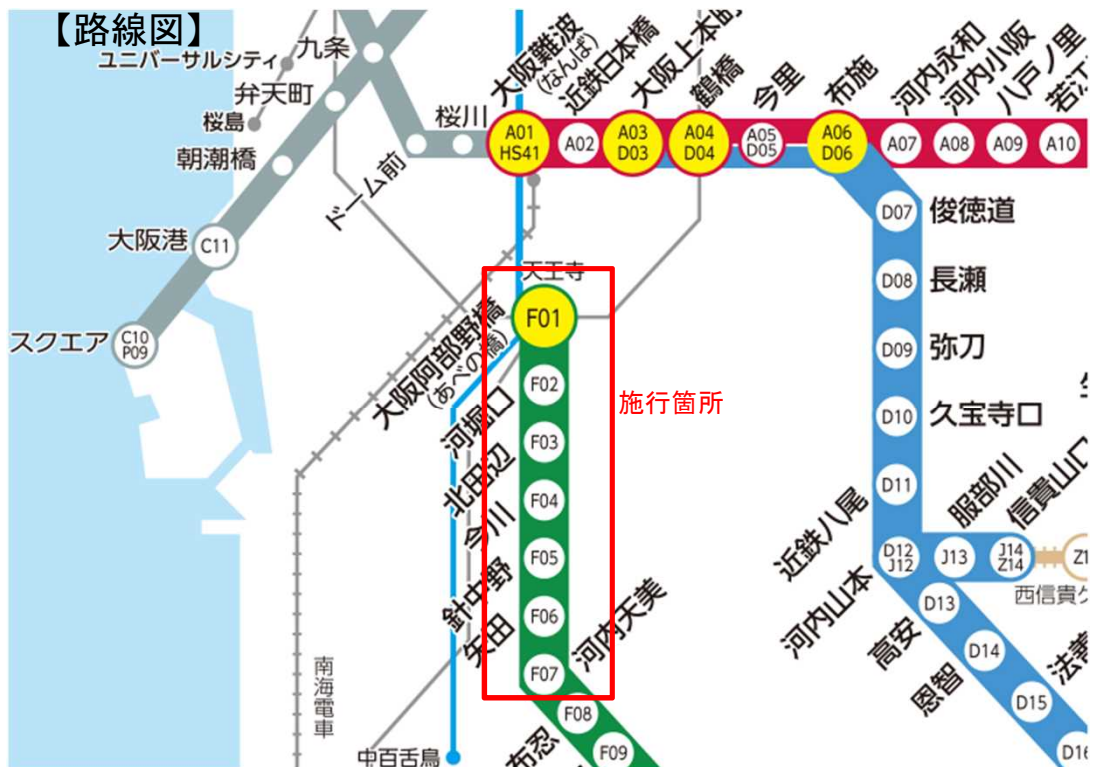 【路線図】
ユニバーサルシティ
九条
弁天町
桜島
朝潮橋
大阪港
C11
スクエア
C10
P09
ドーム前
桜川
大阪難波
(なんば)
近鉄日本橋
大阪上本町
鶴橋
今里
布施
河内永和
河内小阪
八戸ノ里
若江
A01
HS41
A02
A03
D03
A04
D04
A05
D05
A06
D06
A07
A08
A09
A10
D07
俊徳道
D08
長瀬
D09
弥刀
D10
久宝寺口
D11
近鉄八尾
D12
J12
河内山本
J13
服部川
J14
Z14
信貴山口
Z1
西信貴ケ
D13
高安
D14
恩智
D15
法善
D16
天王寺
F01
大阪阿部野橋
(あべの橋)
施行箇所
F02
河堀口
F03
北田辺
F04
今川
F05
針中野
F06
矢田
F07
河内天美
F08
布忍
F09
南海電車
中百舌鳥